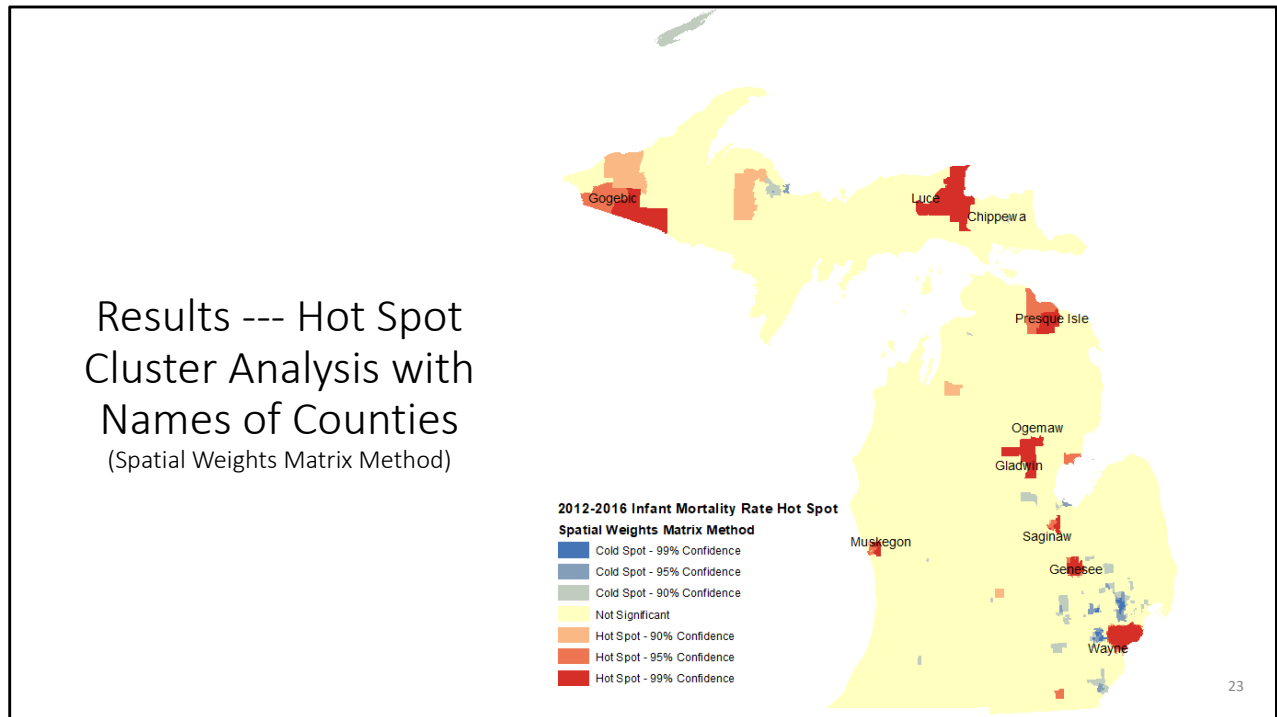 Results --- Hot Spot
Cluster Analysis with
Names of Counties
(Spatial Weights Matrix Method)
Gogebic
Luce
Chippewa
Presque Isle
Ogemaw
Gladwin
Saginaw
Muskegon
Genesee
Wayne
2012-2016 Infant Mortality Rate Hot Spot
Spatial Weights Matrix Method
Cold Spot - 99% Confidence
Cold Spot - 95% Confidence
Cold Spot - 90% Confidence
Not Significant
Hot Spot - 90% Confidence
Hot Spot - 95% Confidence
Hot Spot - 99% Confidence
23